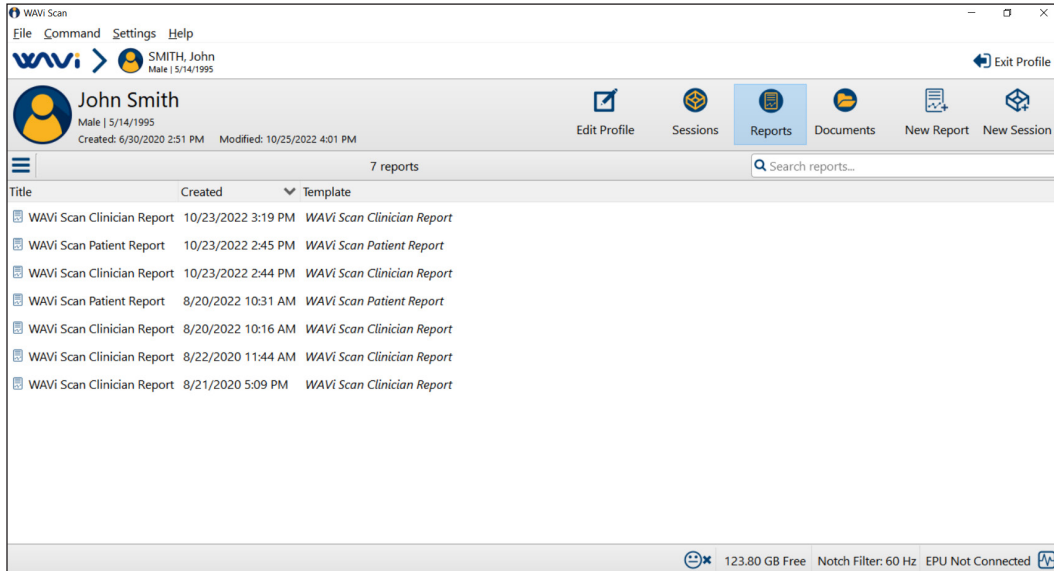 WAVi Scan
File Command Settings Help
WAVi SMITH, John
Male | 5/14/1995
Exit Profile
John Smith
Male | 5/14/1995
Created: 6/30/2020 2:51 PM Modified: 10/25/2022 4:01 PM
Edit Profile Sessions Reports Documents New Report New Session
7 reports Search reports...
Title Created Template
WAVi Scan Clinician Report 10/23/2022 3:19 PM WAVi Scan Clinician Report
WAVi Scan Patient Report 10/23/2022 2:45 PM WAVi Scan Patient Report
WAVi Scan Clinician Report 10/23/2022 2:44 PM WAVi Scan Clinician Report
WAVi Scan Patient Report 8/20/2022 10:31 AM WAVi Scan Patient Report
WAVi Scan Clinician Report 8/20/2022 10:16 AM WAVi Scan Clinician Report
WAVi Scan Clinician Report 8/22/2020 11:44 AM WAVi Scan Clinician Report
WAVi Scan Clinician Report 8/21/2020 5:09 PM WAVi Scan Clinician Report
123.80 GB Free Notch Filter: 60 Hz EPU Not Connected